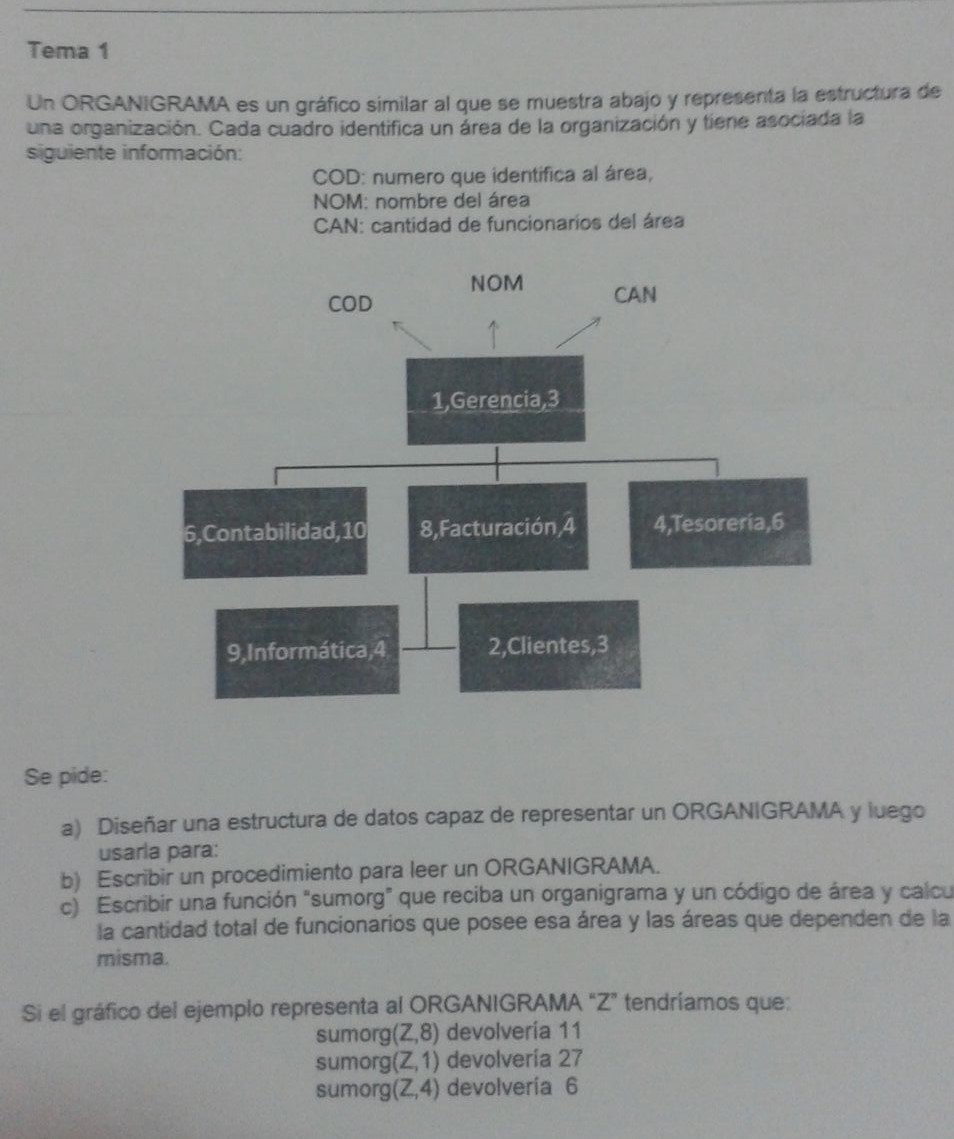 Tema 1
Un ORGANIGRAMA es un gráfico similar al que se muestra abajo y representa la estructura de
una organización. Cada cuadro identifica un área de la organización y tiene asociada la
siguiente información:
COD: numero que identifica al área,
NOM: nombre del área
CAN: cantidad de funcionarios del área
COD
NOM
CAN
1,Gerencia,3
6,Contabilidad,10
8,Facturación,4
4,Tesorería,6
9,Informática,4
2,Clientes,3
Se pide:
a) Diseñar una estructura de datos capaz de representar un ORGANIGRAMA y luego
usarla para:
b) Escribir un procedimiento para leer un ORGANIGRAMA.
c) Escribir una función "sumorg" que reciba un organigrama y un código de área y calcu
la cantidad total de funcionarios que posee esa área y las áreas que dependen de la
misma.
Si el gráfico del ejemplo representa al ORGANIGRAMA "Z" tendríamos que:
sumorg(Z,8) devolvería 11
sumorg(Z,1) devolvería 27
sumorg(Z,4) devolvería 6